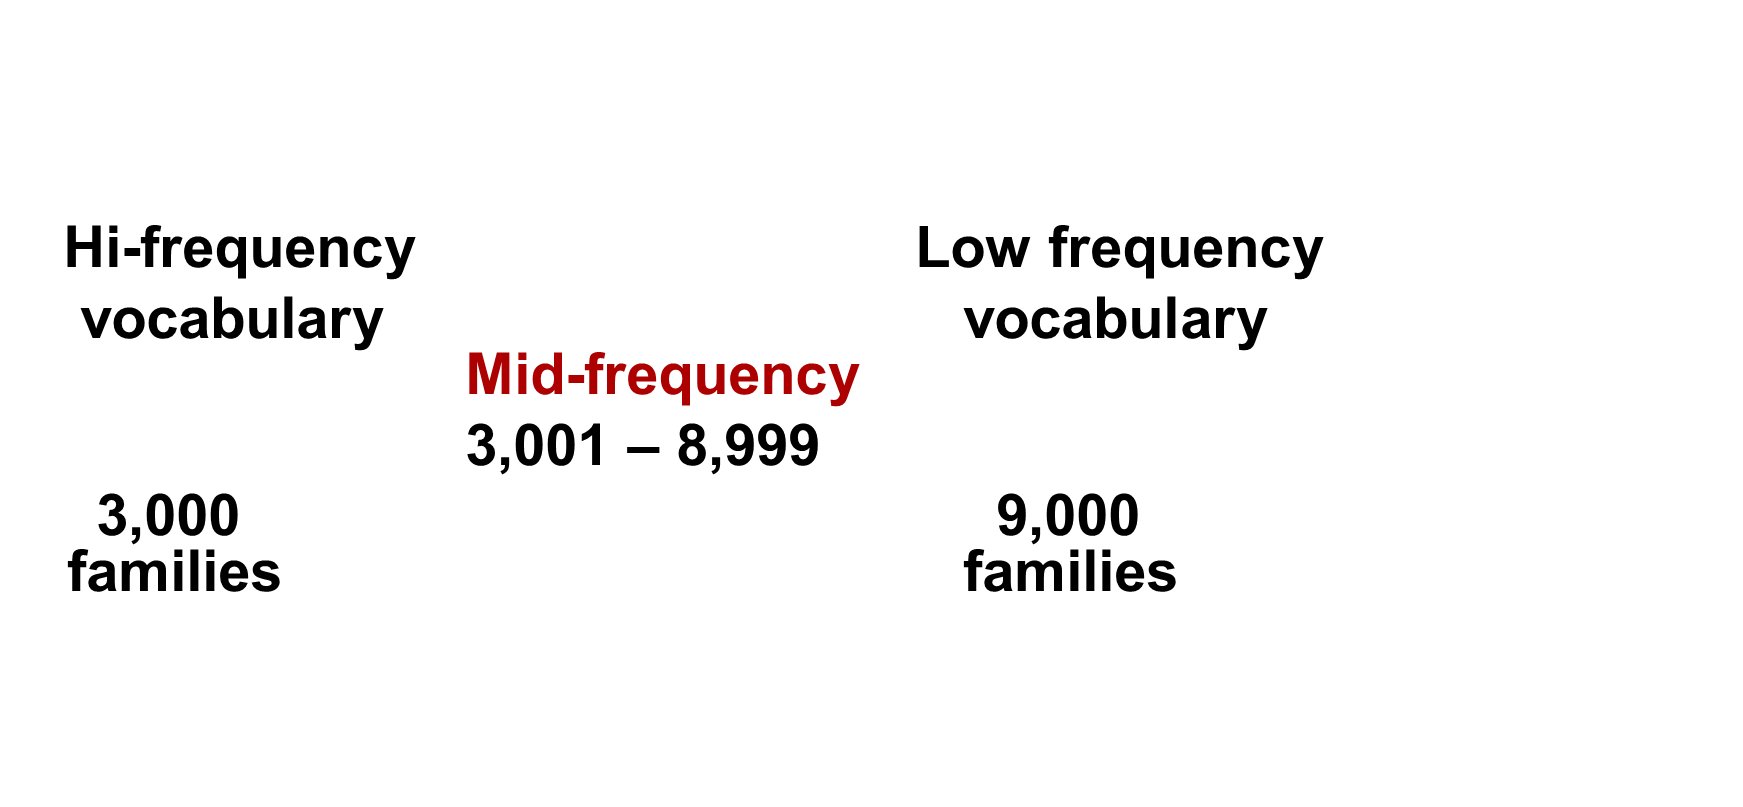 Hi-frequency
vocabulary
3,000
families
Mid-frequency
3,001 – 8,999
Low frequency
vocabulary
9,000
families